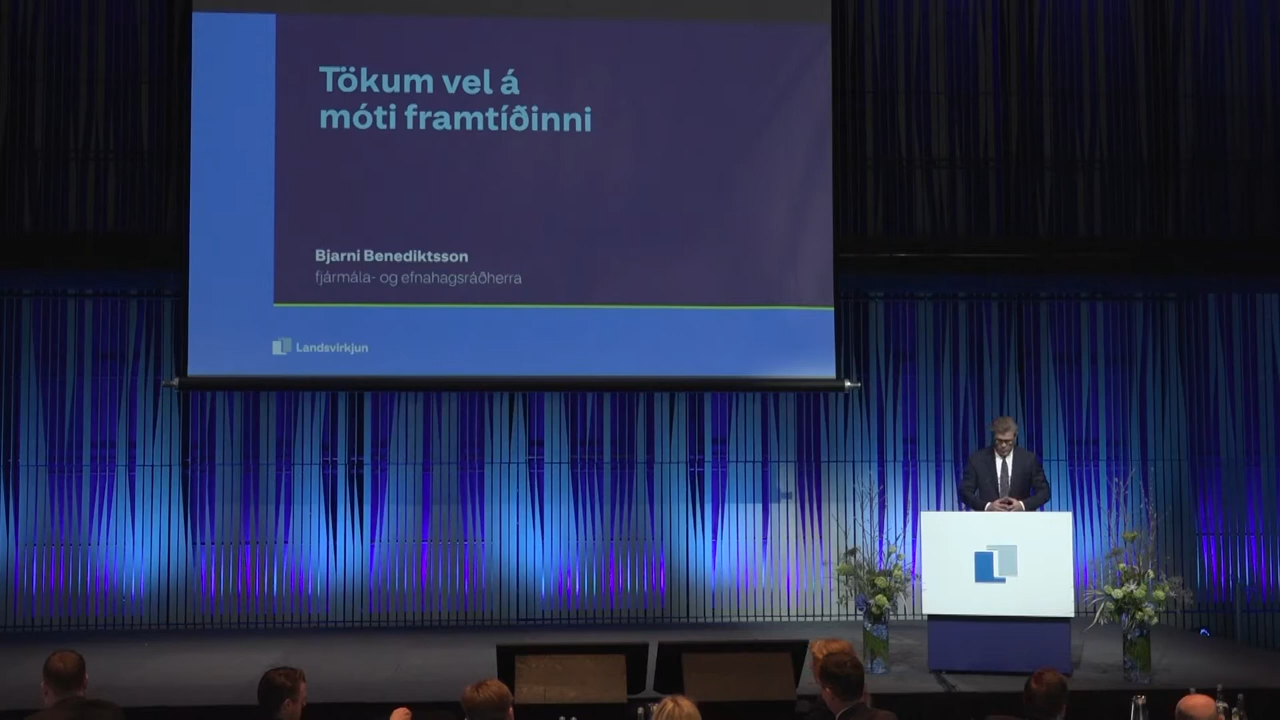 Tökum vel á
móti framtíðinni
Bjarni Benediktsson
fjármála- og efnahagsráðherra
Landsvirkjun